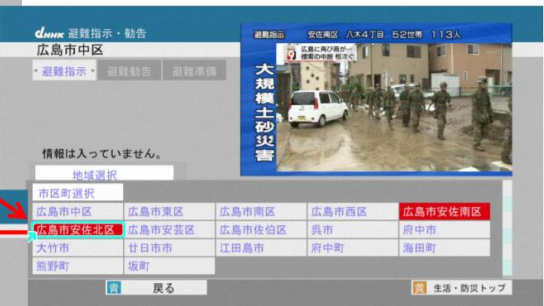 dNHK 避難指示・勧告
広島市中区
避難指示 避難勧告 避難準備
情報は入っていません。
避難指示 安佐南区 八木4丁目 52世帯 113人
広島に再び雨が…
捜索の中断 相次ぐ
大規模土砂災害
地域選択
市区町選択
広島市中区 広島市東区 広島市南区 広島市西区 広島市安佐南区
広島市安佐北区 広島市安芸区 広島市佐伯区 呉市 府中市
大竹市 廿日市市 江田島市 府中町 海田町
熊野町 坂町
青 戻る 黄 生活・防災トップ